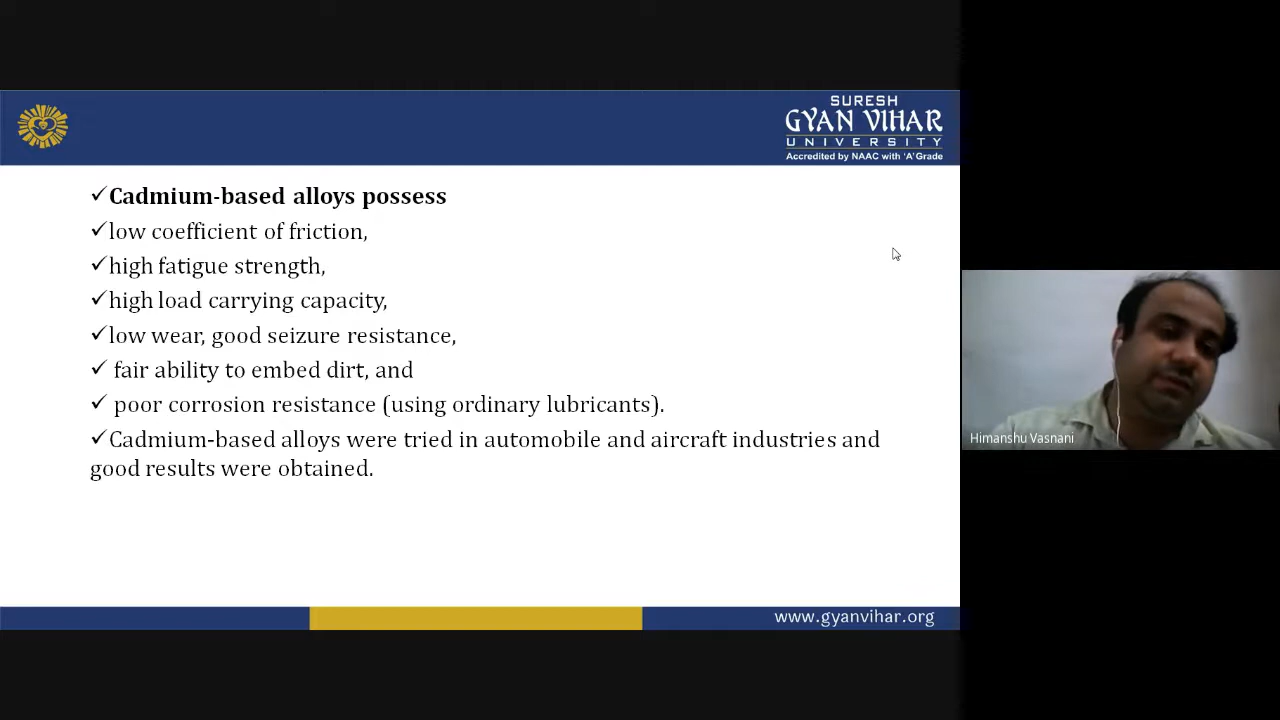 SURESH
GYAN VIHAR
UNIVERSITY
Accredited by NAAC with 'A' Grade
✓Cadmium-based alloys possess
✓low coefficient of friction,
✓high fatigue strength,
✓high load carrying capacity,
✓low wear, good seizure resistance,
✓ fair ability to embed dirt, and
✓ poor corrosion resistance (using ordinary lubricants).
✓Cadmium-based alloys were tried in automobile and aircraft industries and
good results were obtained.
Himanshu Vasnani
www.gyanvihar.org